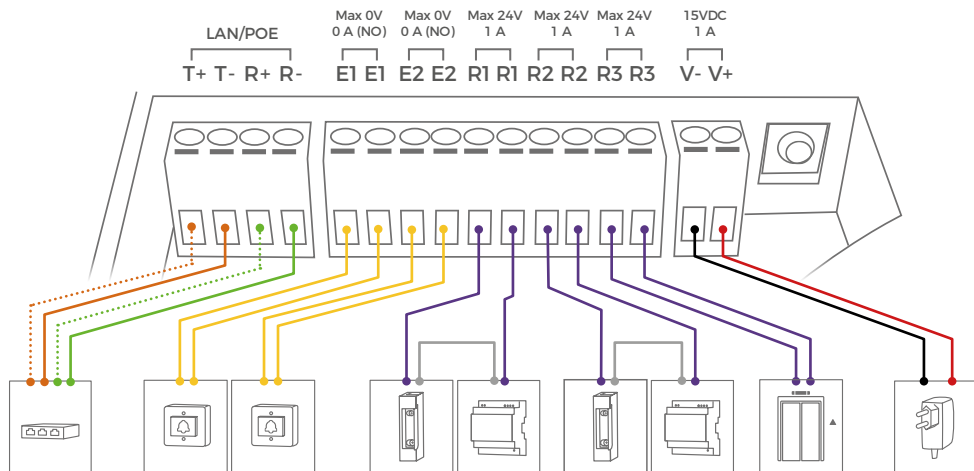 Max 0V Max 0V Max 24V Max 24V Max 24V 15VDC
LAN/POE 0 A (NO) 0 A (NO) 1 A 1 A 1 A 1 A
T+ T- R+ R- E1 E1 E2 E2 R1 R1 R2 R2 R3 R3 V- V+